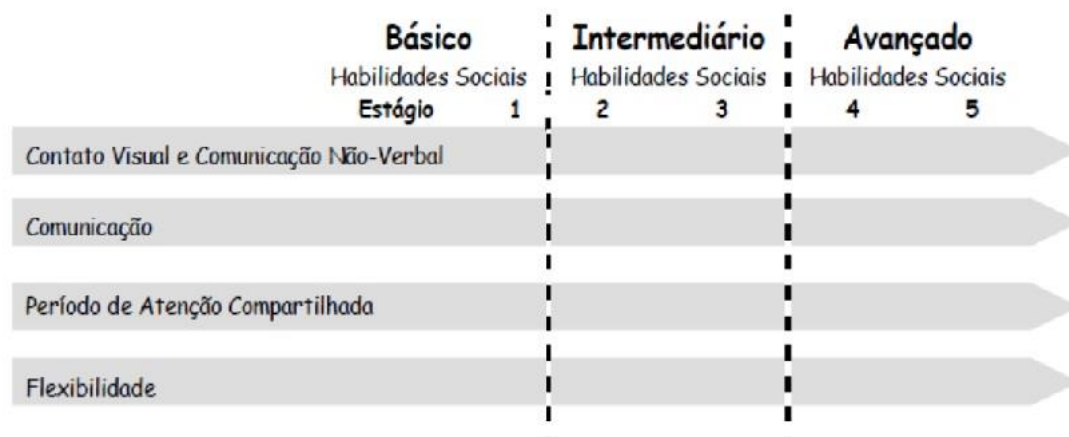 Básico Intermediário Avançado
Habilidades Sociais Habilidades Sociais Habilidades Sociais
Estágio 1 2 3 4 5
Contato Visual e Comunicação Não-Verbal
Comunicação
Período de Atenção Compartilhada
Flexibilidade